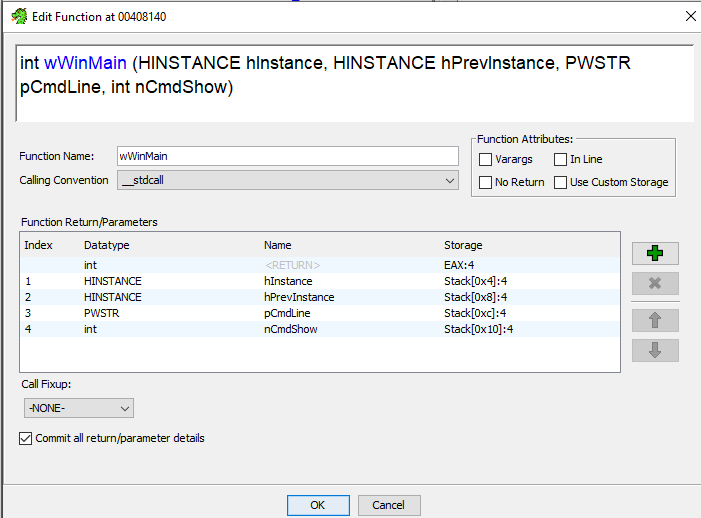 Edit Function at 00408140
int wWinMain (HINSTANCE hInstance, HINSTANCE hPrevInstance, PWSTR
pCmdLine, int nCmdShow)
Function Name: wWinMain
Calling Convention __stdcall
Function Attributes:
Varargs In Line
No Return Use Custom Storage
Function Return/Parameters
Index Datatype Name Storage
int <RETURN> EAX:4
1 HINSTANCE hInstance Stack[0x4]:4
2 HINSTANCE hPrevInstance Stack[0x8]:4
3 PWSTR pCmdLine Stack[0xc]:4
4 int nCmdShow Stack[0x10]:4
Call Fixup:
-NONE-
Commit all return/parameter details
OK Cancel